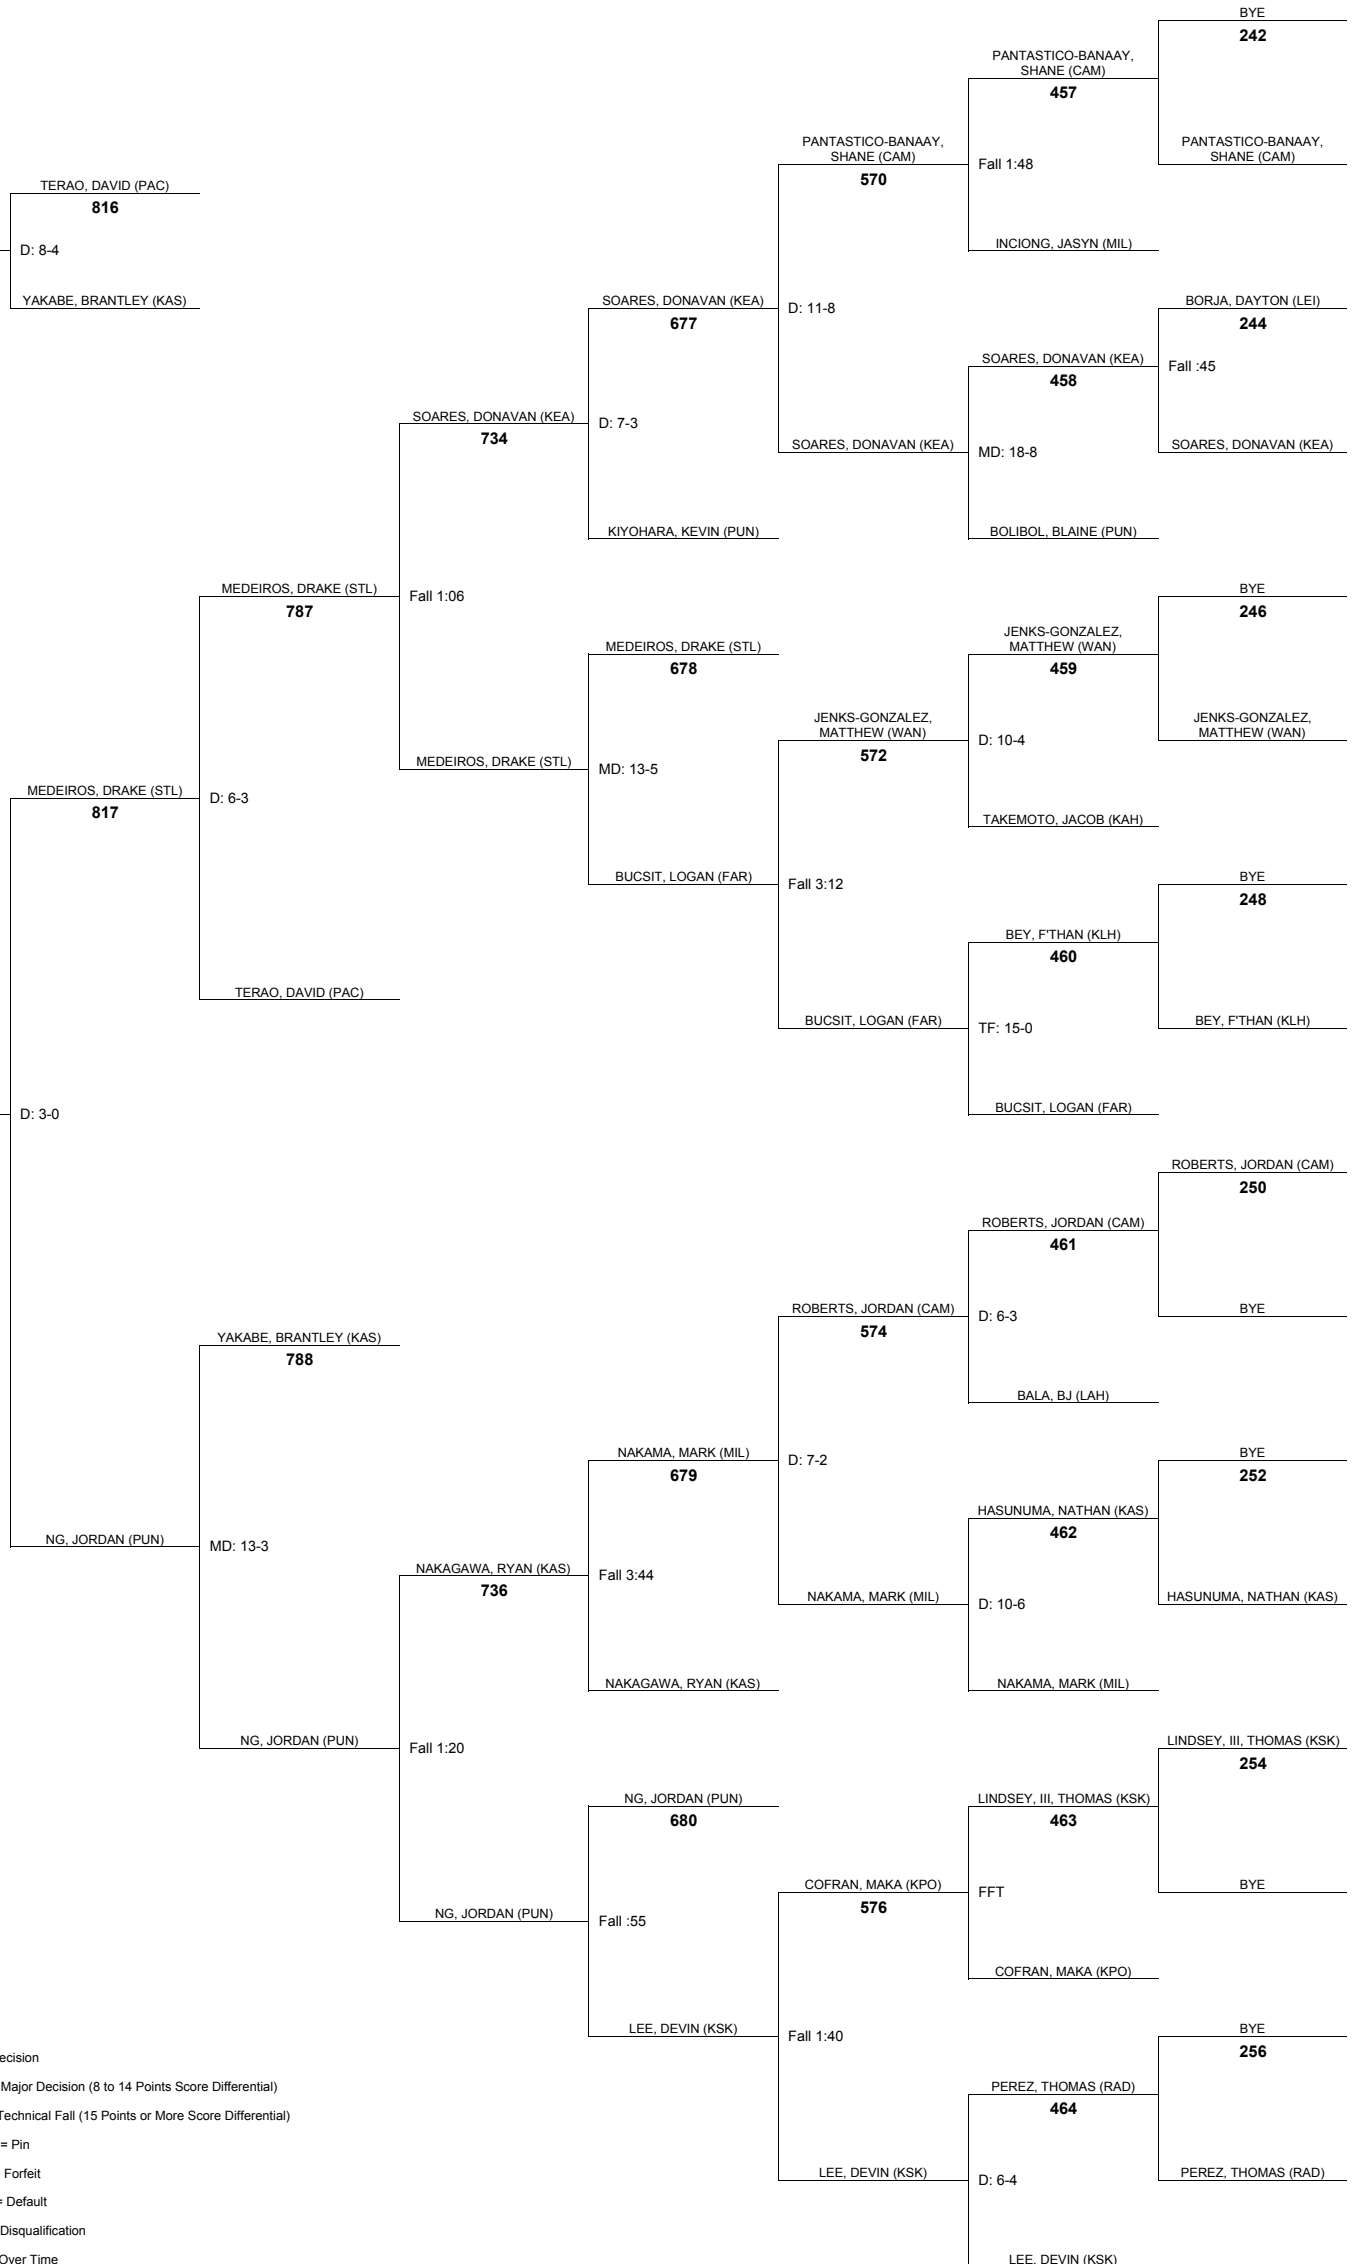 BYE
242
PANTASTICO-BANAAY,
SHANE (CAM)
457
PANTASTICO-BANAAY,
SHANE (CAM)
570
Fall 1:48
PANTASTICO-BANAAY,
SHANE (CAM)
TERAO, DAVID (PAC)
816
D: 8-4
INCIONG, JASYN (MIL)
YAKABE, BRANTLEY (KAS)
SOARES, DONAVAN (KEA)
677
D: 11-8
BORJA, DAYTON (LEI)
244
SOARES, DONAVAN (KEA)
458
Fall :45
SOARES, DONAVAN (KEA)
734
D: 7-3
SOARES, DONAVAN (KEA)
MD: 18-8
SOARES, DONAVAN (KEA)
KIYOHARA, KEVIN (PUN)
BOLIBOL, BLAINE (PUN)
MEDEIROS, DRAKE (STL)
787
Fall 1:06
BYE
246
MEDEIROS, DRAKE (STL)
678
JENKS-GONZALEZ,
MATTHEW (WAN)
459
JENKS-GONZALEZ,
MATTHEW (WAN)
572
D: 10-4
JENKS-GONZALEZ,
MATTHEW (WAN)
MEDEIROS, DRAKE (STL)
MD: 13-5
MEDEIROS, DRAKE (STL)
817
D: 6-3
TAKEMOTO, JACOB (KAH)
BUCSIT, LOGAN (FAR)
Fall 3:12
BYE
248
BEY, F'THAN (KLH)
460
TERAO, DAVID (PAC)
BUCSIT, LOGAN (FAR)
TF: 15-0
BEY, F'THAN (KLH)
D: 3-0
BUCSIT, LOGAN (FAR)
ROBERTS, JORDAN (CAM)
250
ROBERTS, JORDAN (CAM)
461
ROBERTS, JORDAN (CAM)
574
D: 6-3
BYE
YAKABE, BRANTLEY (KAS)
788
BALA, BJ (LAH)
NAKAMA, MARK (MIL)
679
D: 7-2
BYE
252
HASUNUMA, NATHAN (KAS)
462
NG, JORDAN (PUN)
MD: 13-3
NAKAGAWA, RYAN (KAS)
736
Fall 3:44
NAKAMA, MARK (MIL)
D: 10-6
HASUNUMA, NATHAN (KAS)
NAKAGAWA, RYAN (KAS)
NAKAMA, MARK (MIL)
NG, JORDAN (PUN)
Fall 1:20
LINDSEY, III, THOMAS (KSK)
254
NG, JORDAN (PUN)
680
LINDSEY, III, THOMAS (KSK)
463
COFRAN, MAKA (KPO)
576
FFT
BYE
NG, JORDAN (PUN)
Fall :55
COFRAN, MAKA (KPO)
LEE, DEVIN (KSK)
Fall 1:40
BYE
256
ecision
PEREZ, THOMAS (RAD)
464
Major Decision (8 to 14 Points Score Differential)
Technical Fall (15 Points or More Score Differential)
= Pin
Forfeit
LEE, DEVIN (KSK)
D: 6-4
PEREZ, THOMAS (RAD)
= Default
Disqualification
Over Time
LEE, DEVIN (KSK)